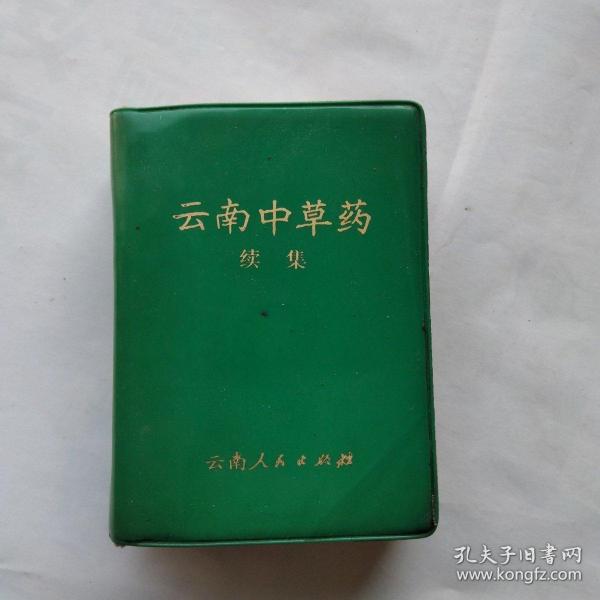 云南中草药
续 集
云南人民出版社
孔夫子旧书网
www.kongfz.com